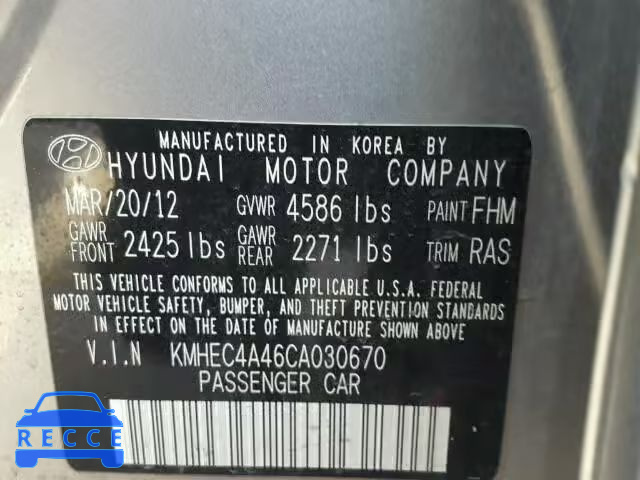 MANUFACTURED IN KOREA BY
HYUNDAI MOTOR COMPANY
MAR/20/12 GVWR 4586 lbs PAINT FHM
GAWR FRONT 2425 lbs GAWR REAR 2271 lbs TRIM RAS
THIS VEHICLE CONFORMS TO ALL APPLICABLE U.S.A. FEDERAL
MOTOR VEHICLE SAFETY, BUMPER, AND THEFT PREVENTION STANDARDS
IN EFFECT ON THE DATE OF MANUFACTURE SHOWN ABOVE
V.I.N KMHEC4A46CA030670
PASSENGER CAR
RECCE